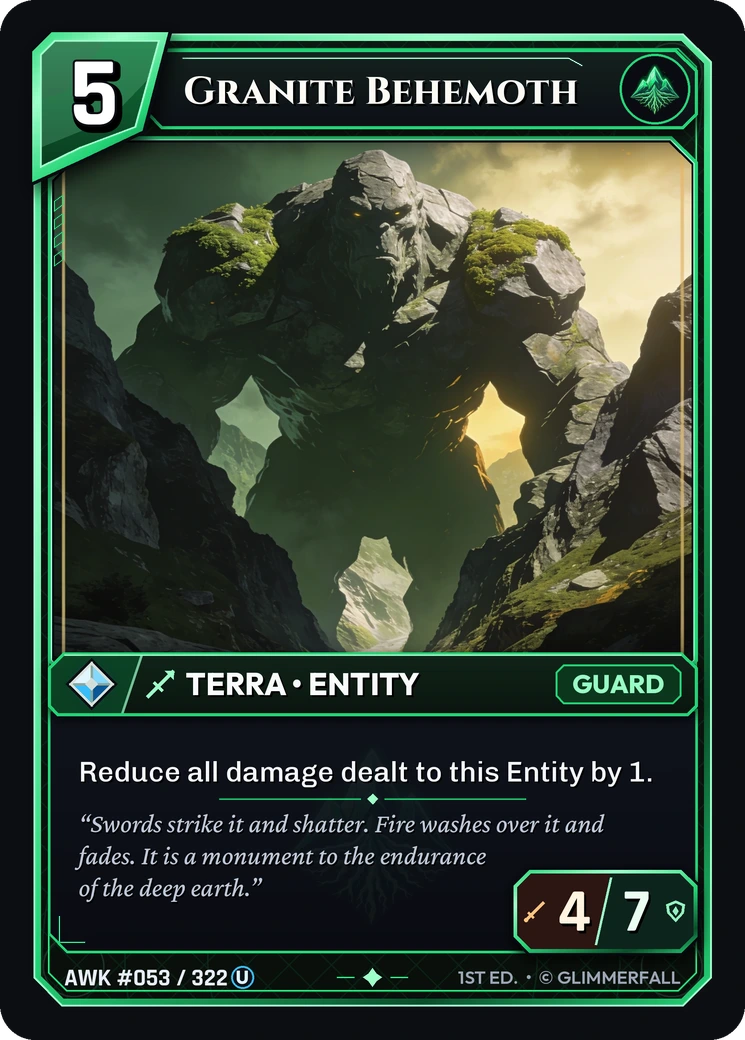 5
GRANITE BEHEMOTH
TERRA • ENTITY
GUARD
Reduce all damage dealt to this Entity by 1.
“Swords strike it and shatter. Fire washes over it and
fades. It is a monument to the endurance
of the deep earth.”
4 / 7
AWK #053 / 322 U
1ST ED. • © GLIMMERFALL